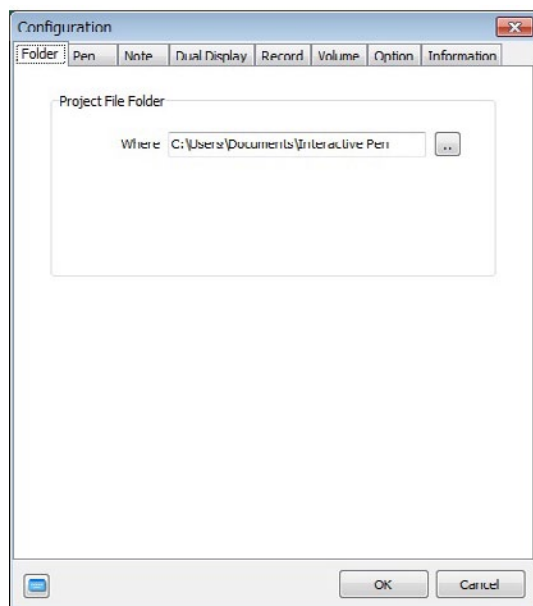 Configuration
Folder Pen Note Dual Display Record Volume Option Information
Project File Folder
Where C:\Users\Documents\Interactive Pen ..
OK Cancel